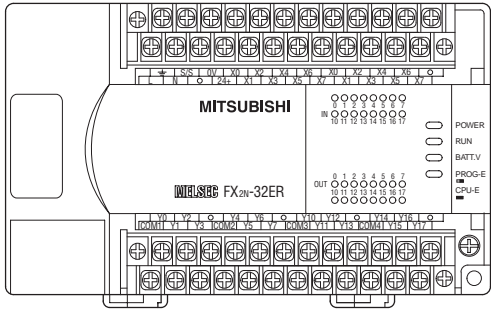 ⏚ S/S 0V X0 X2 X4 X6 X0 X2 X4 X6
L N 24+ X1 X3 X5 X7 X1 X3 X5 X7
MITSUBISHI
0 1 2 3 4 5 6 7
IN
10 11 12 13 14 15 16 17
POWER
RUN
BATT.V
PROG-E
CPU-E
MELSEC FX2N-32ER
0 1 2 3 4 5 6 7
OUT
10 11 12 13 14 15 16 17
Y0 Y2 Y4 Y6 Y10 Y12 Y14 Y16
COM1 Y1 Y3 COM2 Y5 Y7 COM3 Y11 Y13 COM4 Y15 Y17